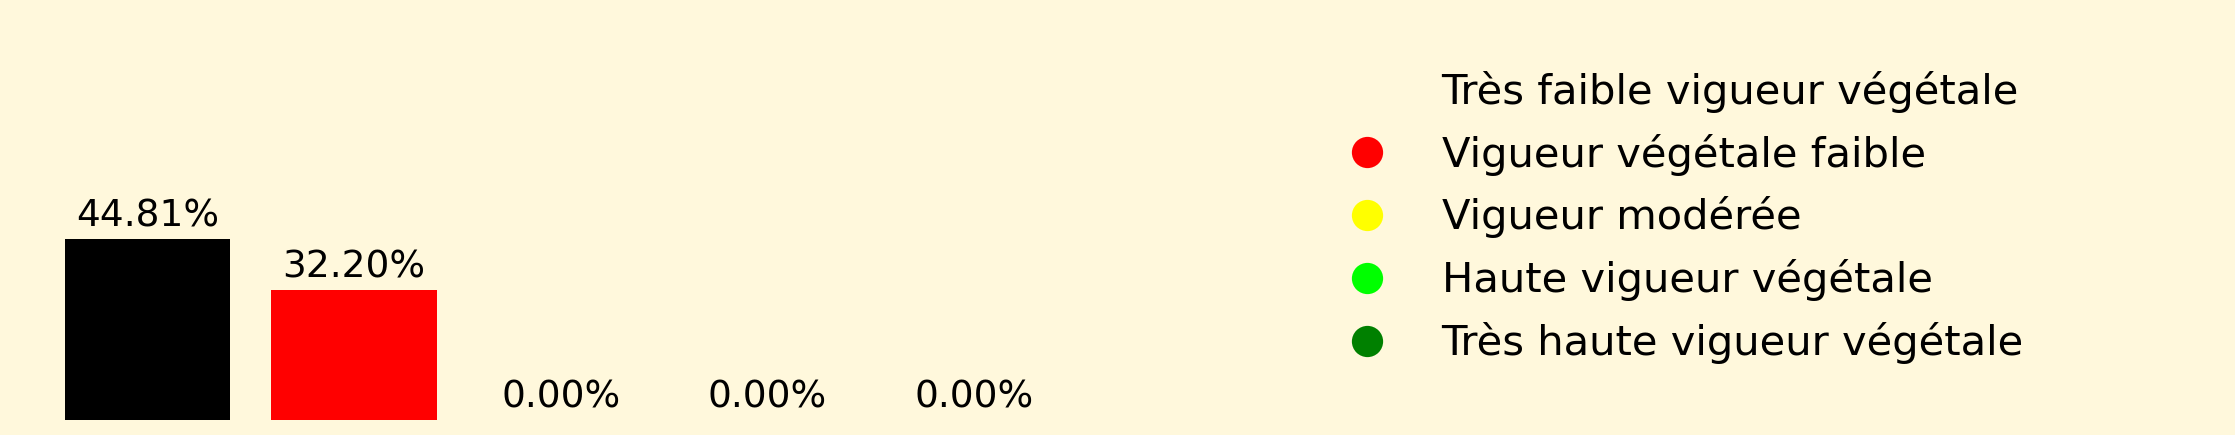 44.81%
32.20%
0.00%
0.00%
0.00%
Très faible vigueur végétale
Vigueur végétale faible
Vigueur modérée
Haute vigueur végétale
Très haute vigueur végétale